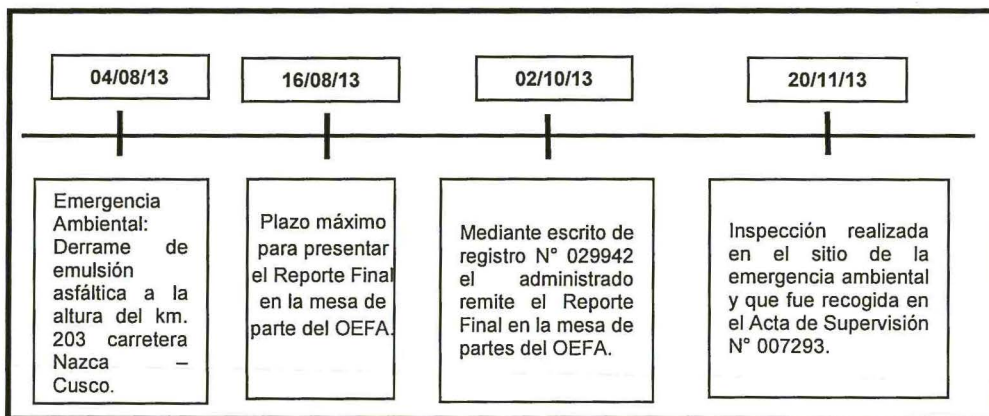 04/08/13
16/08/13
02/10/13
20/11/13
Emergencia
Ambiental:
Derrame de
emulsión
asfáltica a la
altura del km.
203 carretera
Nazca –
Cusco.
Plazo máximo
para presentar
el Reporte Final
en la mesa de
parte del OEFA.
Mediante escrito de
registro N° 029942
el administrado
remite el Reporte
Final en la mesa de
partes del OEFA.
Inspección realizada
en el sitio de la
emergencia ambiental
y que fue recogida en
el Acta de Supervisión
N° 007293.